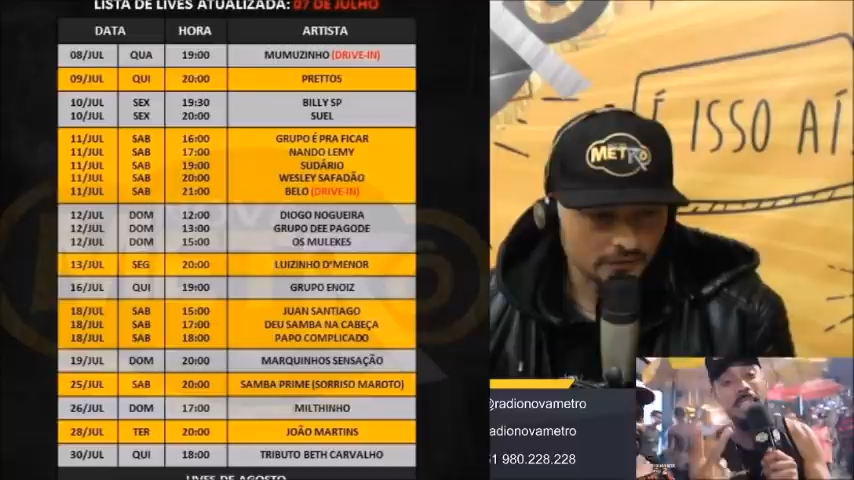 LISTA DE LIVES ATUALIZADA: 07 DE JULHO
DATA HORA ARTISTA
08/JUL QUA 19:00 MUMUZINHO (DRIVE-IN)
09/JUL QUI 20:00 PRETTOS
10/JUL SEX 19:30 BILLY SP
10/JUL SEX 20:00 SUEL
11/JUL SAB 16:00 GRUPO É PRA FICAR
11/JUL SAB 17:00 NANDO LEMY
11/JUL SAB 19:00 SUDÁRIO
11/JUL SAB 20:00 WESLEY SAFADÃO
11/JUL SAB 21:00 BELO (DRIVE-IN)
12/JUL DOM 12:00 DIOGO NOGUEIRA
12/JUL DOM 13:00 GRUPO DEE PAGODE
12/JUL DOM 15:00 OS MULEKES
13/JUL SEG 20:00 LUIZINHO D'MENOR
16/JUL QUI 19:00 GRUPO ENOIZ
18/JUL SAB 15:00 JUAN SANTIAGO
18/JUL SAB 17:00 DEU SAMBA NA CABEÇA
18/JUL SAB 18:00 PAPO COMPLICADO
19/JUL DOM 20:00 MARQUINHOS SENSAÇÃO
25/JUL SAB 20:00 SAMBA PRIME (SORRISO MAROTO)
26/JUL DOM 17:00 MILTHINHO
28/JUL TER 20:00 JOÃO MARTINS
30/JUL QUI 18:00 TRIBUTO BETH CARVALHO
LIVES DE AGOSTO
É ISSO AÍ
METRÔ
@radionovametro
radionovametro
1 980.228.228